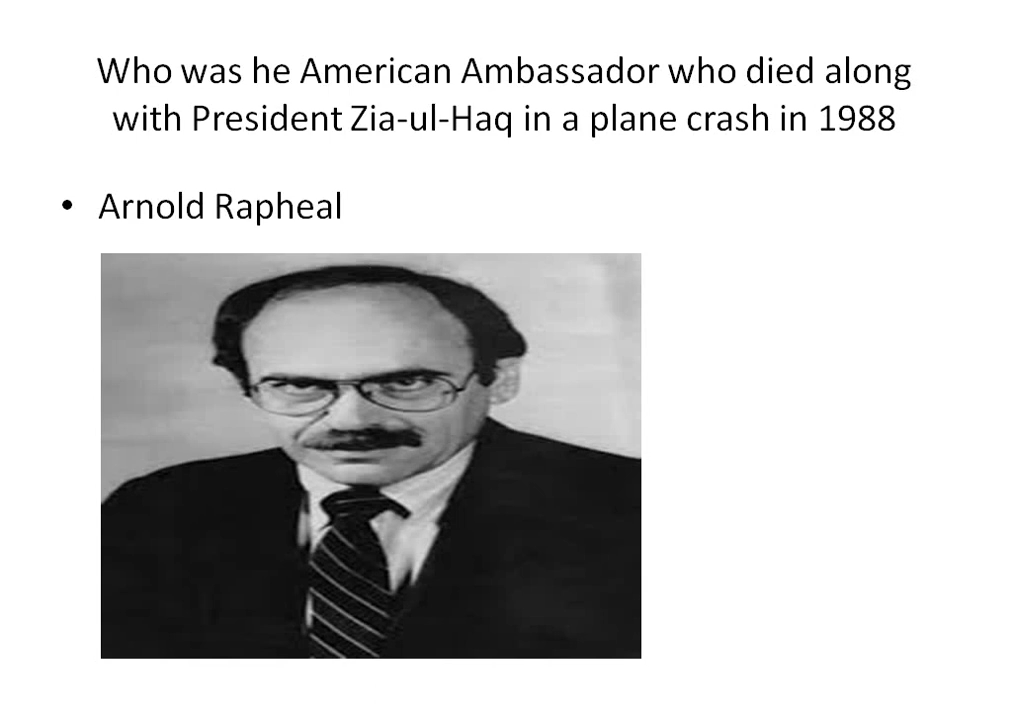 Who was he American Ambassador who died along
with President Zia-ul-Haq in a plane crash in 1988
• Arnold Rapheal